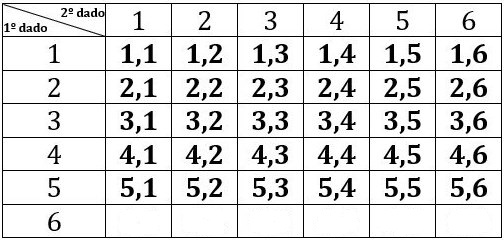 2º dado
1º dado 1 2 3 4 5 6
1 1,1 1,2 1,3 1,4 1,5 1,6
2 2,1 2,2 2,3 2,4 2,5 2,6
3 3,1 3,2 3,3 3,4 3,5 3,6
4 4,1 4,2 4,3 4,4 4,5 4,6
5 5,1 5,2 5,3 5,4 5,5 5,6
6